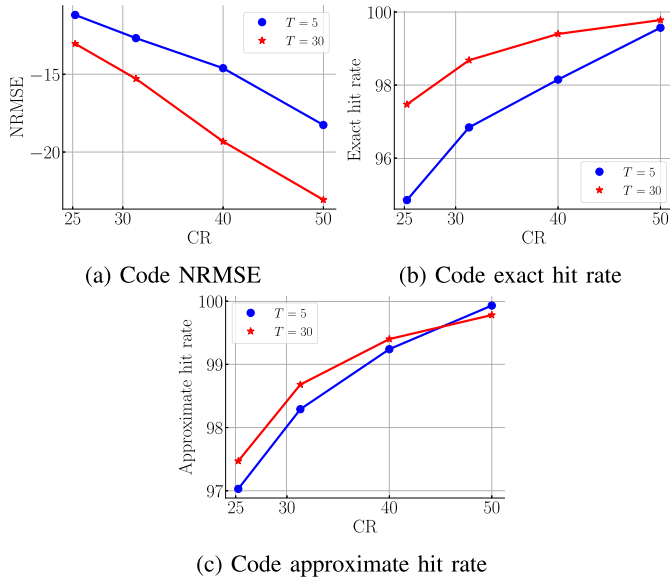 NRMSE
−15
−20
T = 5
T = 30
25 30 40 50
CR
(a) Code NRMSE
Exact hit rate
100
98
96
T = 5
T = 30
25 30 40 50
CR
(b) Code exact hit rate
Approximate hit rate
100
99
98
97
T = 5
T = 30
25 30 40 50
CR
(c) Code approximate hit rate